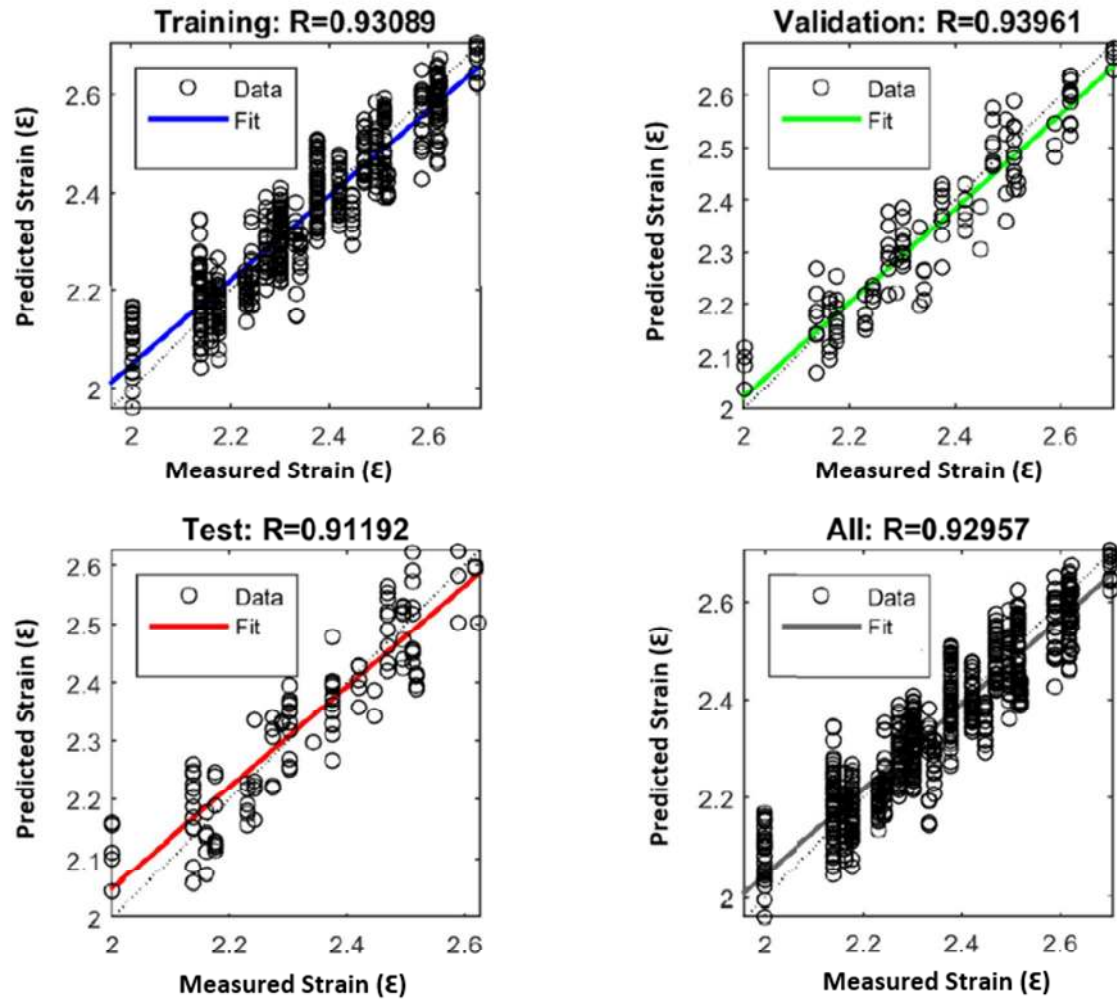 Training: R=0.93089
Predicted Strain (Ɛ)
2.6
2.4
2.2
2
Data
Fit
2 2.2 2.4 2.6
Measured Strain (Ɛ)
Validation: R=0.93961
Predicted Strain (Ɛ)
2.6
2.5
2.4
2.3
2.2
2.1
2
Data
Fit
2 2.2 2.4 2.6
Measured Strain (Ɛ)
Test: R=0.91192
Predicted Strain (Ɛ)
2.6
2.5
2.4
2.3
2.2
2.1
2
Data
Fit
2 2.2 2.4 2.6
Measured Strain (Ɛ)
All: R=0.92957
Predicted Strain (Ɛ)
2.6
2.4
2.2
2
Data
Fit
2 2.2 2.4 2.6
Measured Strain (Ɛ)